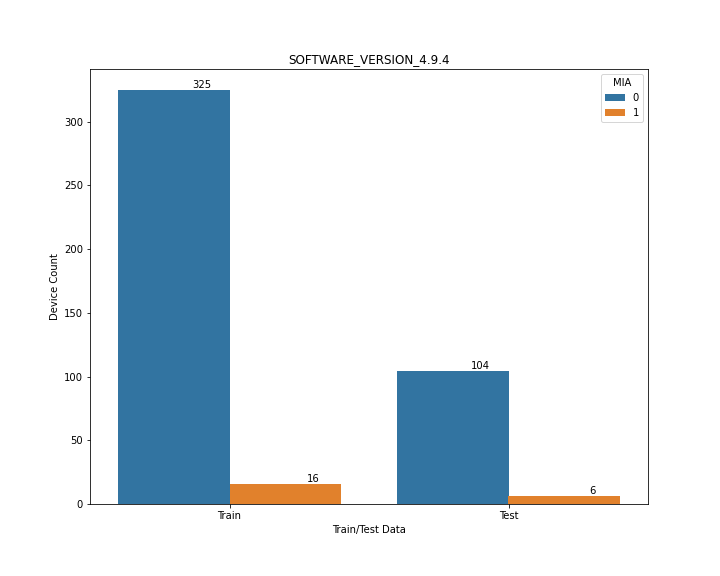 SOFTWARE_VERSION_4.9.4
MIA
0
1
325
16
104
6
Device Count
300
250
200
150
100
50
0
Train
Test
Train/Test Data